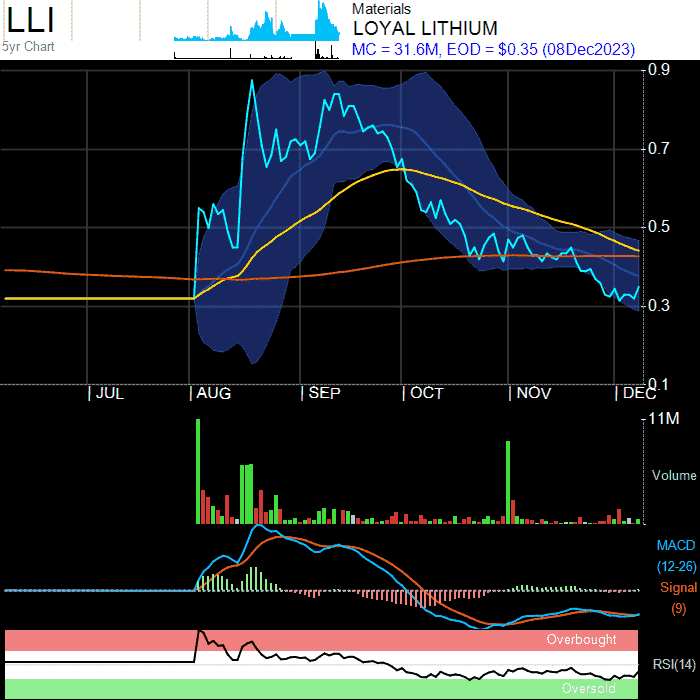 LLI
5yr Chart
Materials
LOYAL LITHIUM
MC = 31.6M, EOD = $0.35 (08Dec2023)
0.9
0.7
0.5
0.3
0.1
JUL AUG SEP OCT NOV DEC
11M
Volume
MACD
(12-26)
Signal
(9)
Overbought
RSI(14)
Oversold